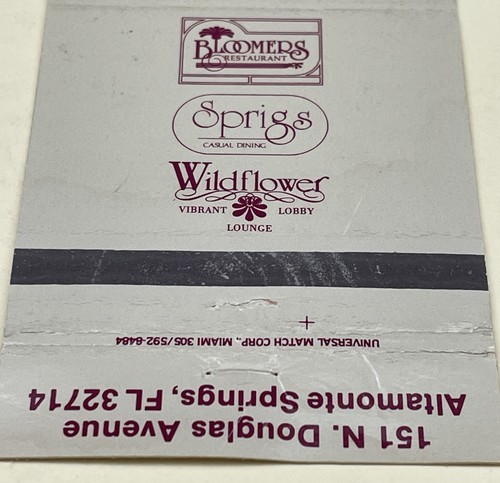 BLOOMERS
RESTAURANT
Sprigs
CASUAL DINING
Wildflower
VIBRANT LOBBY
LOUNGE
UNIVERSAL MATCH CORP., MIAMI 305/592-8484
151 N. Douglas Avenue
Altamonte Springs, FL 32714